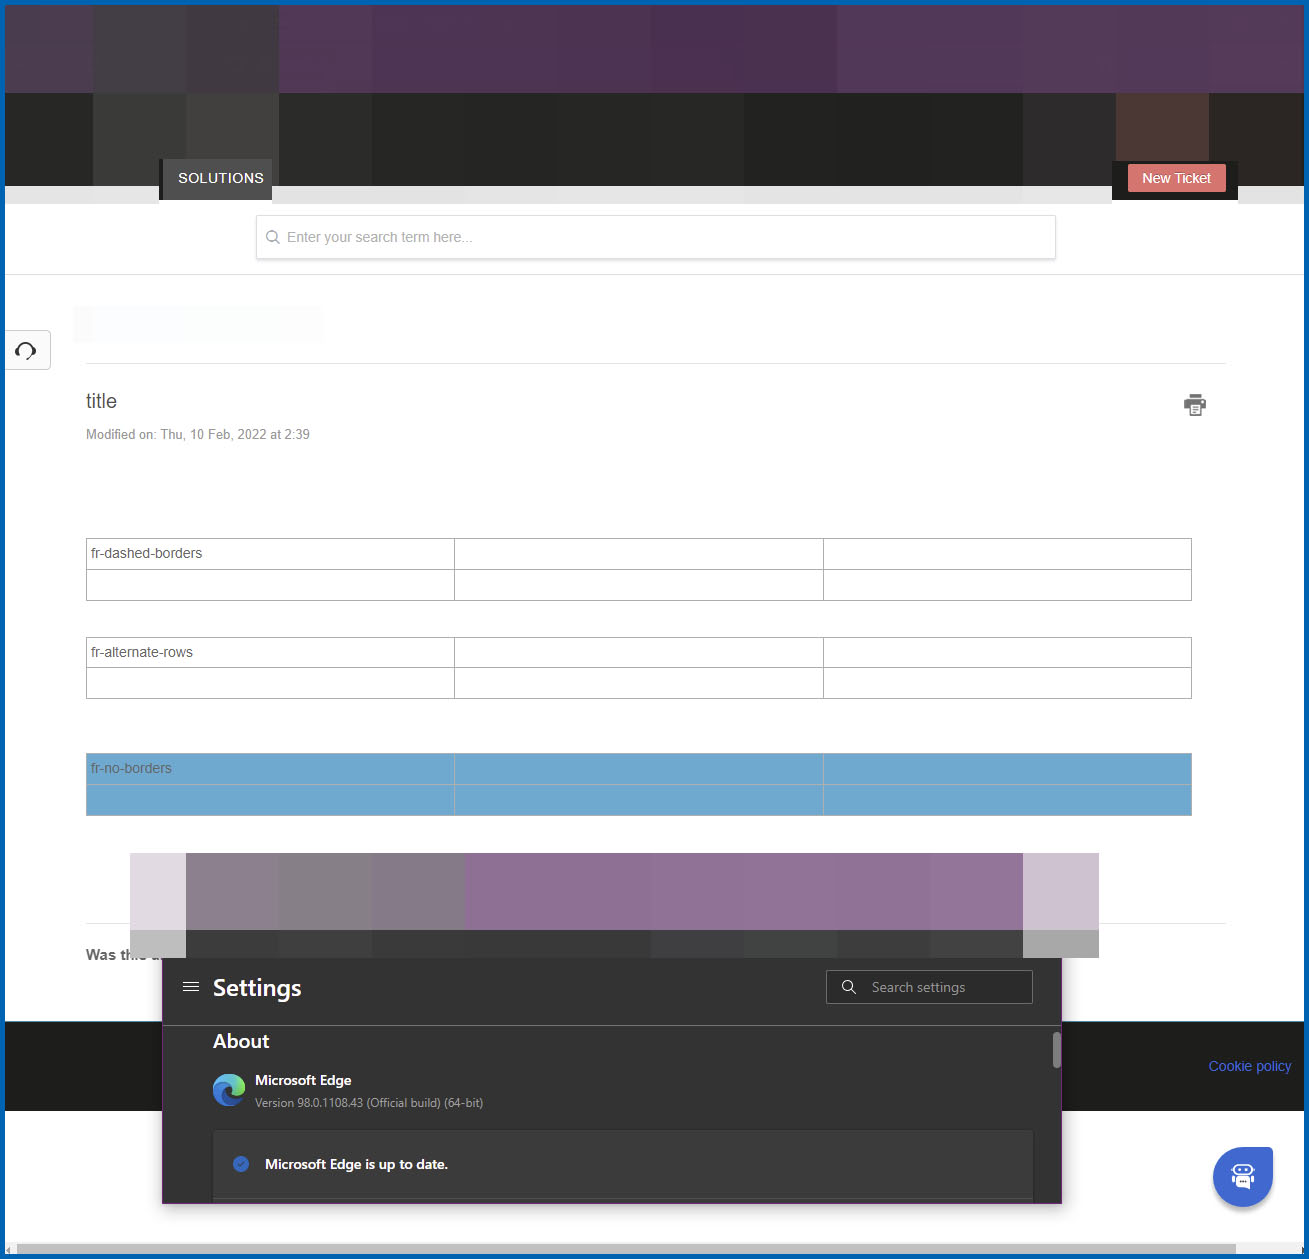 SOLUTIONS
New Ticket
Enter your search term here...
title
Modified on: Thu, 10 Feb, 2022 at 2:39
fr-dashed-borders
fr-alternate-rows
fr-no-borders
Was this
Settings
Search settings
About
Microsoft Edge
Version 98.0.1108.43 (Official build) (64-bit)
Cookie policy
Microsoft Edge is up to date.